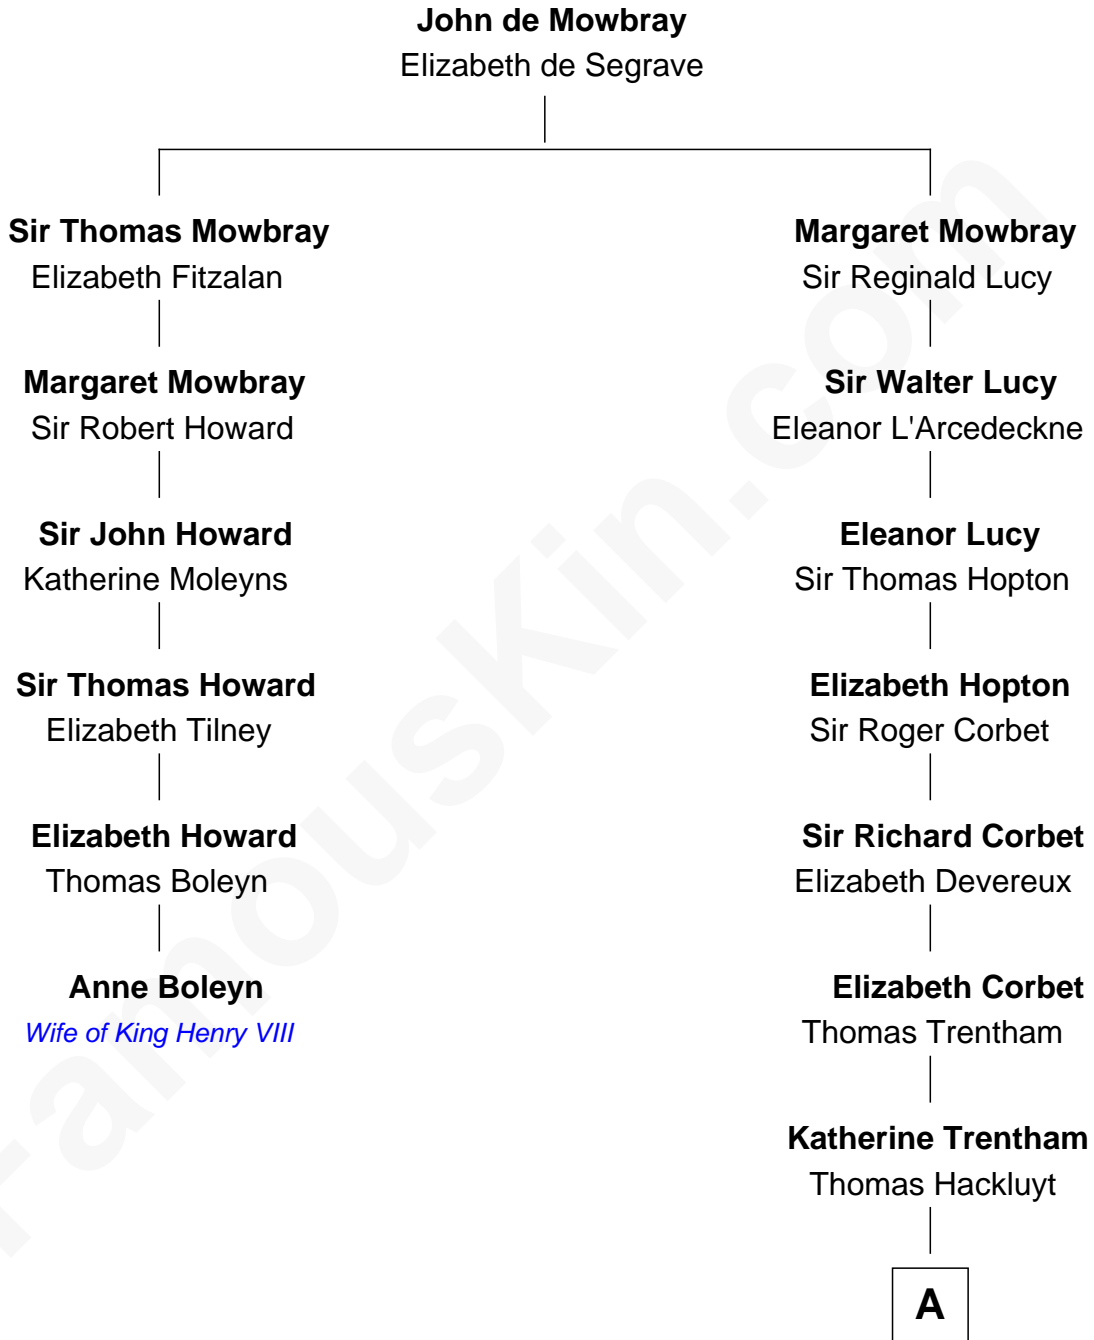 John de Mowbray
Elizabeth de Segrave
Sir Thomas Mowbray
Elizabeth Fitzalan
Margaret Mowbray
Sir Robert Howard
Sir John Howard
Katherine Moleyns
Sir Thomas Howard
Elizabeth Tilney
Elizabeth Howard
Thomas Boleyn
Anne Boleyn
Wife of King Henry VIII
Margaret Mowbray
Sir Reginald Lucy
Sir Walter Lucy
Eleanor L'Arcedeckne
Eleanor Lucy
Sir Thomas Hopton
Elizabeth Hopton
Sir Roger Corbet
Sir Richard Corbet
Elizabeth Devereux
Elizabeth Corbet
Thomas Trentham
Katherine Trentham
Thomas Hackluyt
A
FamousKin.com